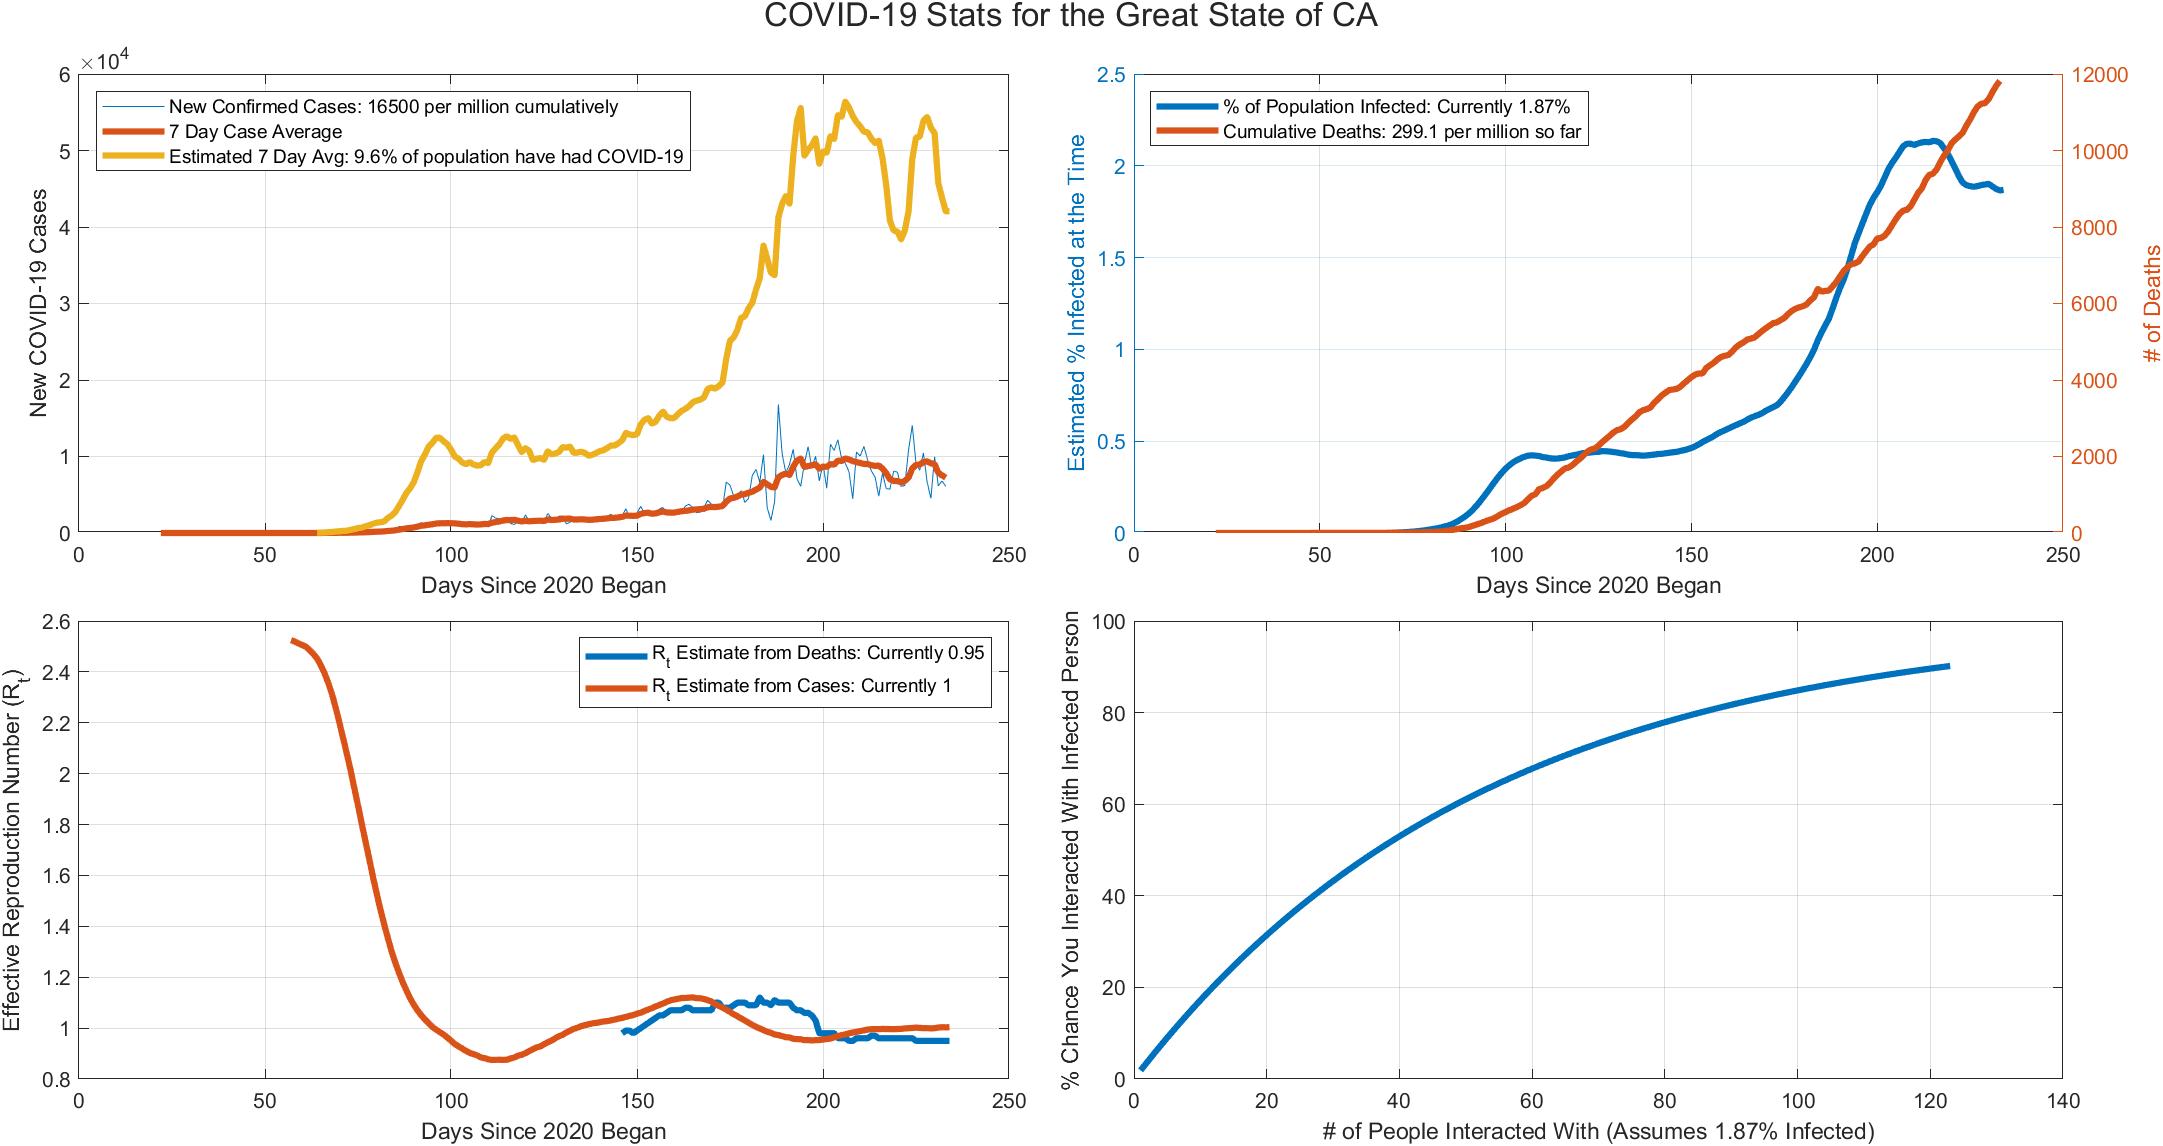 COVID-19 Stats for the Great State of CA
×10^4
6
5
4
3
2
1
0
New COVID-19 Cases
New Confirmed Cases: 16500 per million cumulatively
7 Day Case Average
Estimated 7 Day Avg: 9.6% of population have had COVID-19
0 50 100 150 200 250
Days Since 2020 Began
2.5
2
1.5
1
0.5
0
Estimated % Infected at the Time
% of Population Infected: Currently 1.87%
Cumulative Deaths: 299.1 per million so far
12000
10000
8000
6000
4000
2000
0
# of Deaths
0 50 100 150 200 250
Days Since 2020 Began
2.6
2.4
2.2
2
1.8
1.6
1.4
1.2
1
0.8
Effective Reproduction Number (R_t)
R_t Estimate from Deaths: Currently 0.95
R_t Estimate from Cases: Currently 1
0 50 100 150 200 250
Days Since 2020 Began
100
80
60
40
20
0
% Chance You Interacted With Infected Person
0 20 40 60 80 100 120 140
# of People Interacted With (Assumes 1.87% Infected)